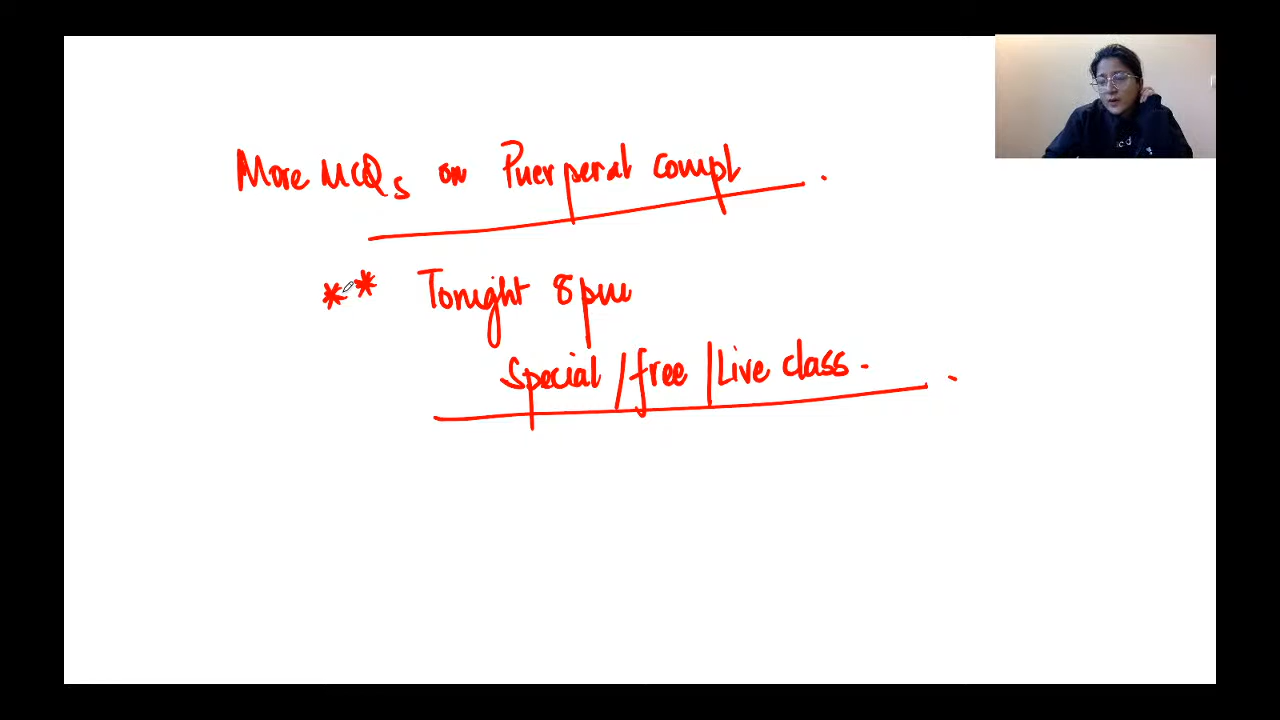 More MCQs on Puerperal compl.
** Tonight 8pm
Special / free / Live class.